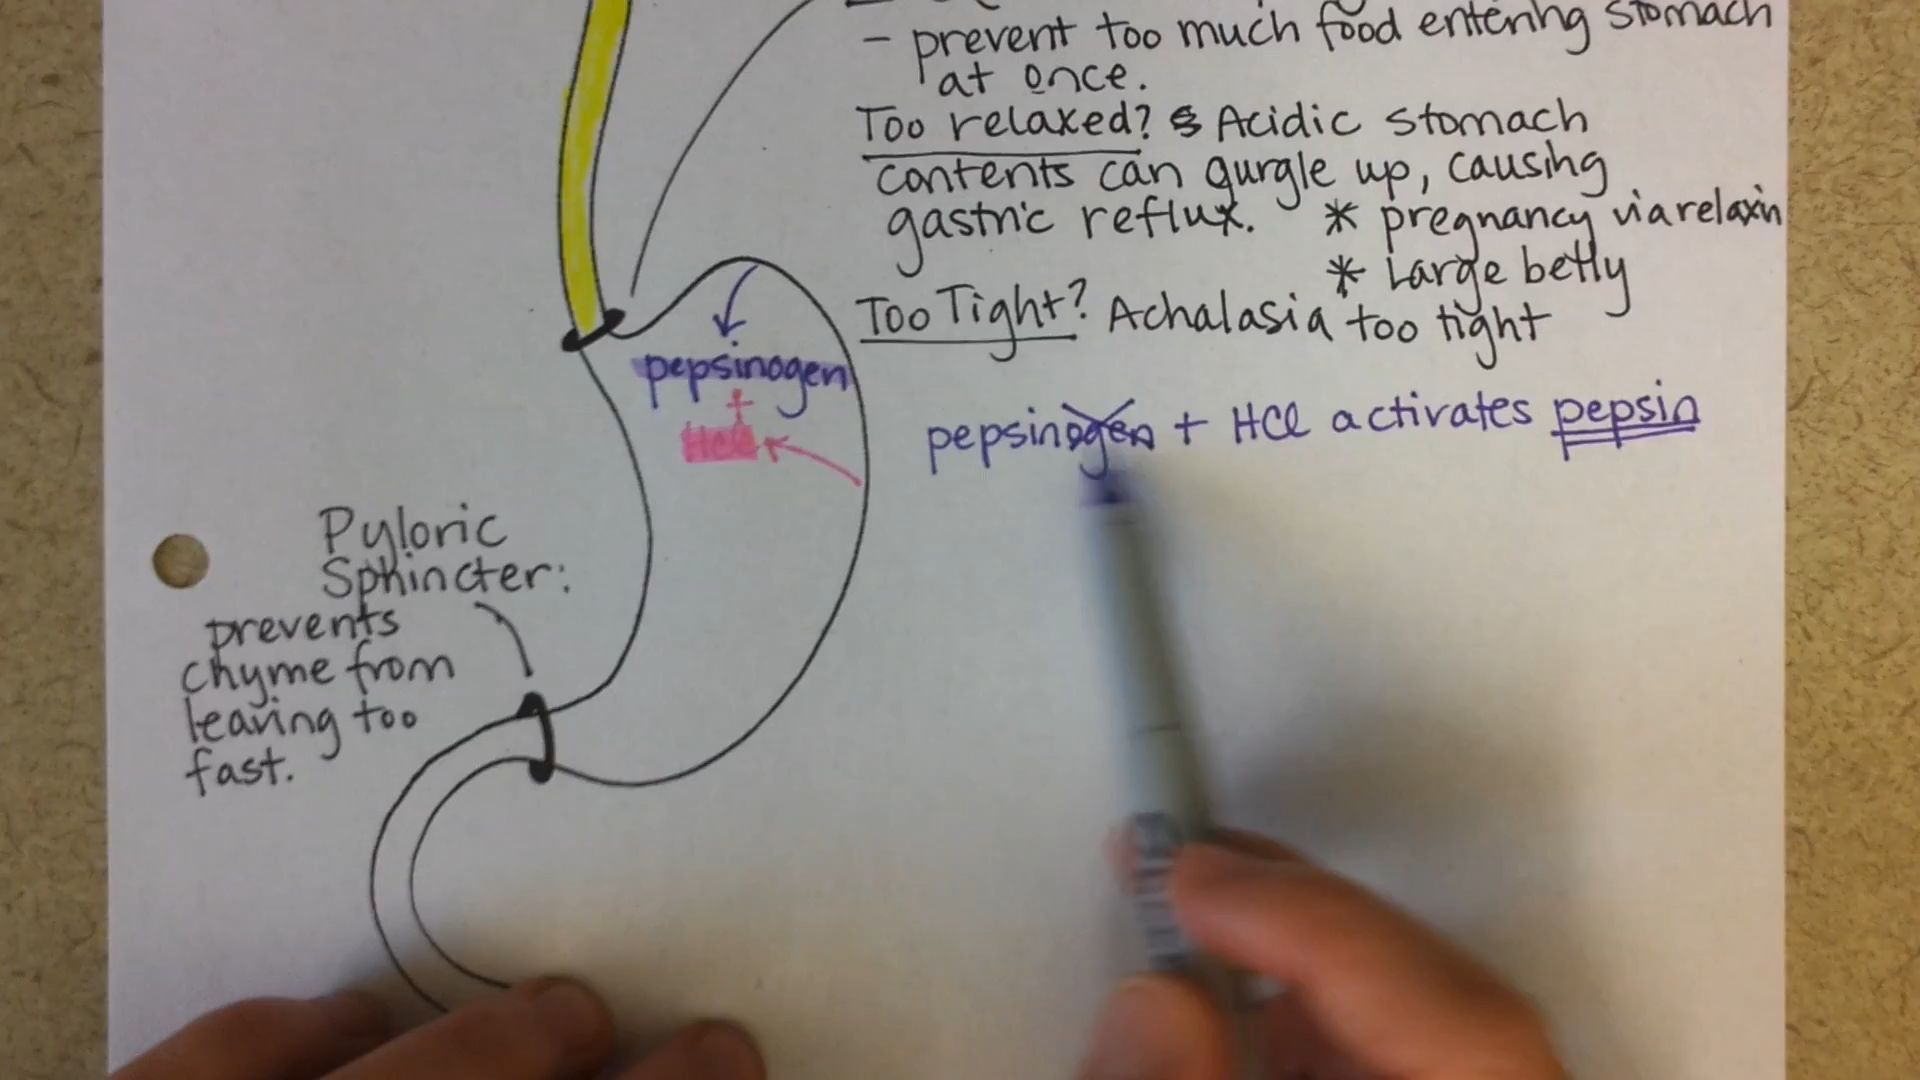 - prevent too much food entering stomach
at once.
Too relaxed? Acidic stomach
contents can gurgle up, causing
gastric reflux. * pregnancy via relaxin
* Large belly
Too Tight? Achalasia too tight
pepsinogen
+
HCl
pepsinogen + HCl activates pepsin
Pyloric
Sphincter:
prevents
chyme from
leaving too
fast.